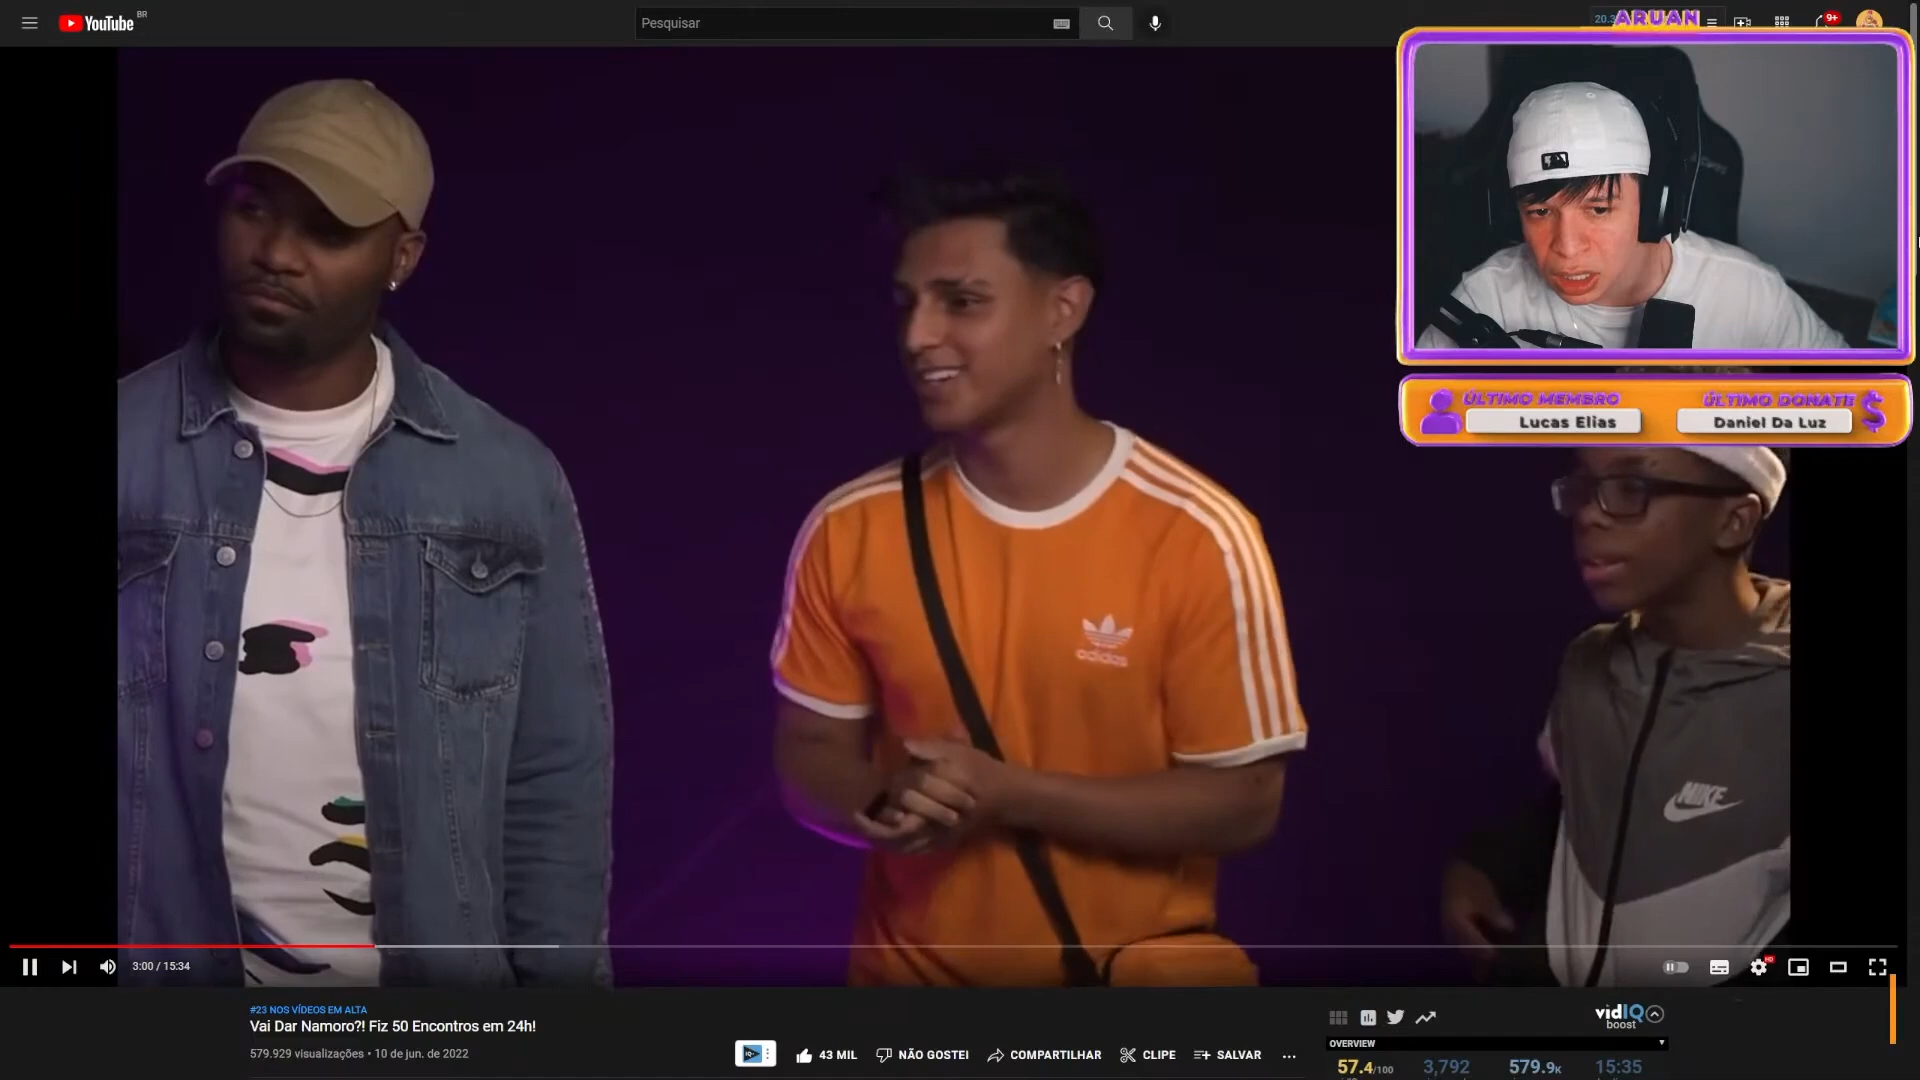 YouTube BR
Pesquisar
ARUAN
9+
ÚLTIMO MEMBRO
Lucas Elias
ÚLTIMO DONATE
Daniel Da Luz
adidas
NIKE
3:00 / 15:34
HD
#23 NOS VÍDEOS EM ALTA
Vai Dar Namoro?! Fiz 50 Encontros em 24h!
579.929 visualizações • 10 de jun. de 2022
43 MIL
NÃO GOSTEI
COMPARTILHAR
CLIPE
SALVAR
vidIQ
boost
OVERVIEW
57.4/100
3,792
579.9K
15:35